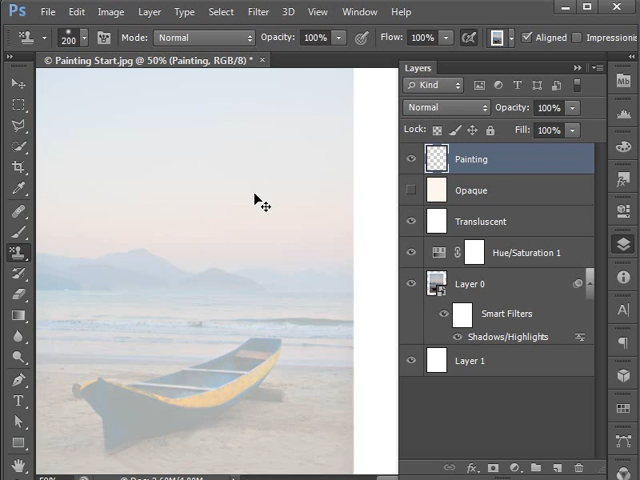 Ps File Edit Image Layer Type Select Filter 3D View Window Help
200 Mode: Normal Opacity: 100% Flow: 100% Aligned Impressionis
© Painting Start.jpg @ 50% (Painting, RGB/8) * ×
Layers
Kind
Normal Opacity: 100%
Lock: Fill: 100%
Painting
Opaque
Transluscent
Hue/Saturation 1
Layer 0
Smart Filters
Shadows/Highlights
Layer 1
fx